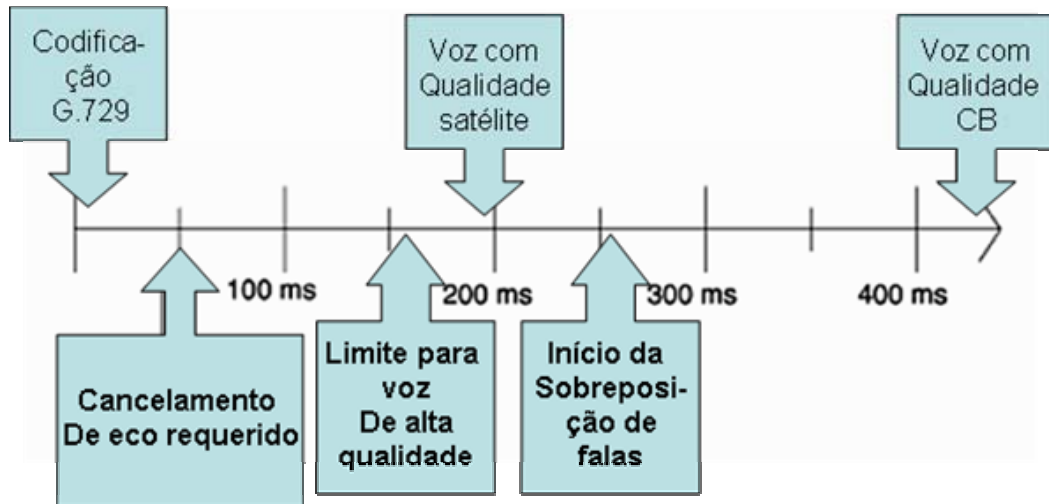 Codifica-
ção
G.729
Voz com
Qualidade
satélite
Voz com
Qualidade
CB
100 ms
200 ms
300 ms
400 ms
Cancelamento
De eco requerido
Limite para
voz
De alta
qualidade
Início da
Sobreposi-
ção de
falas